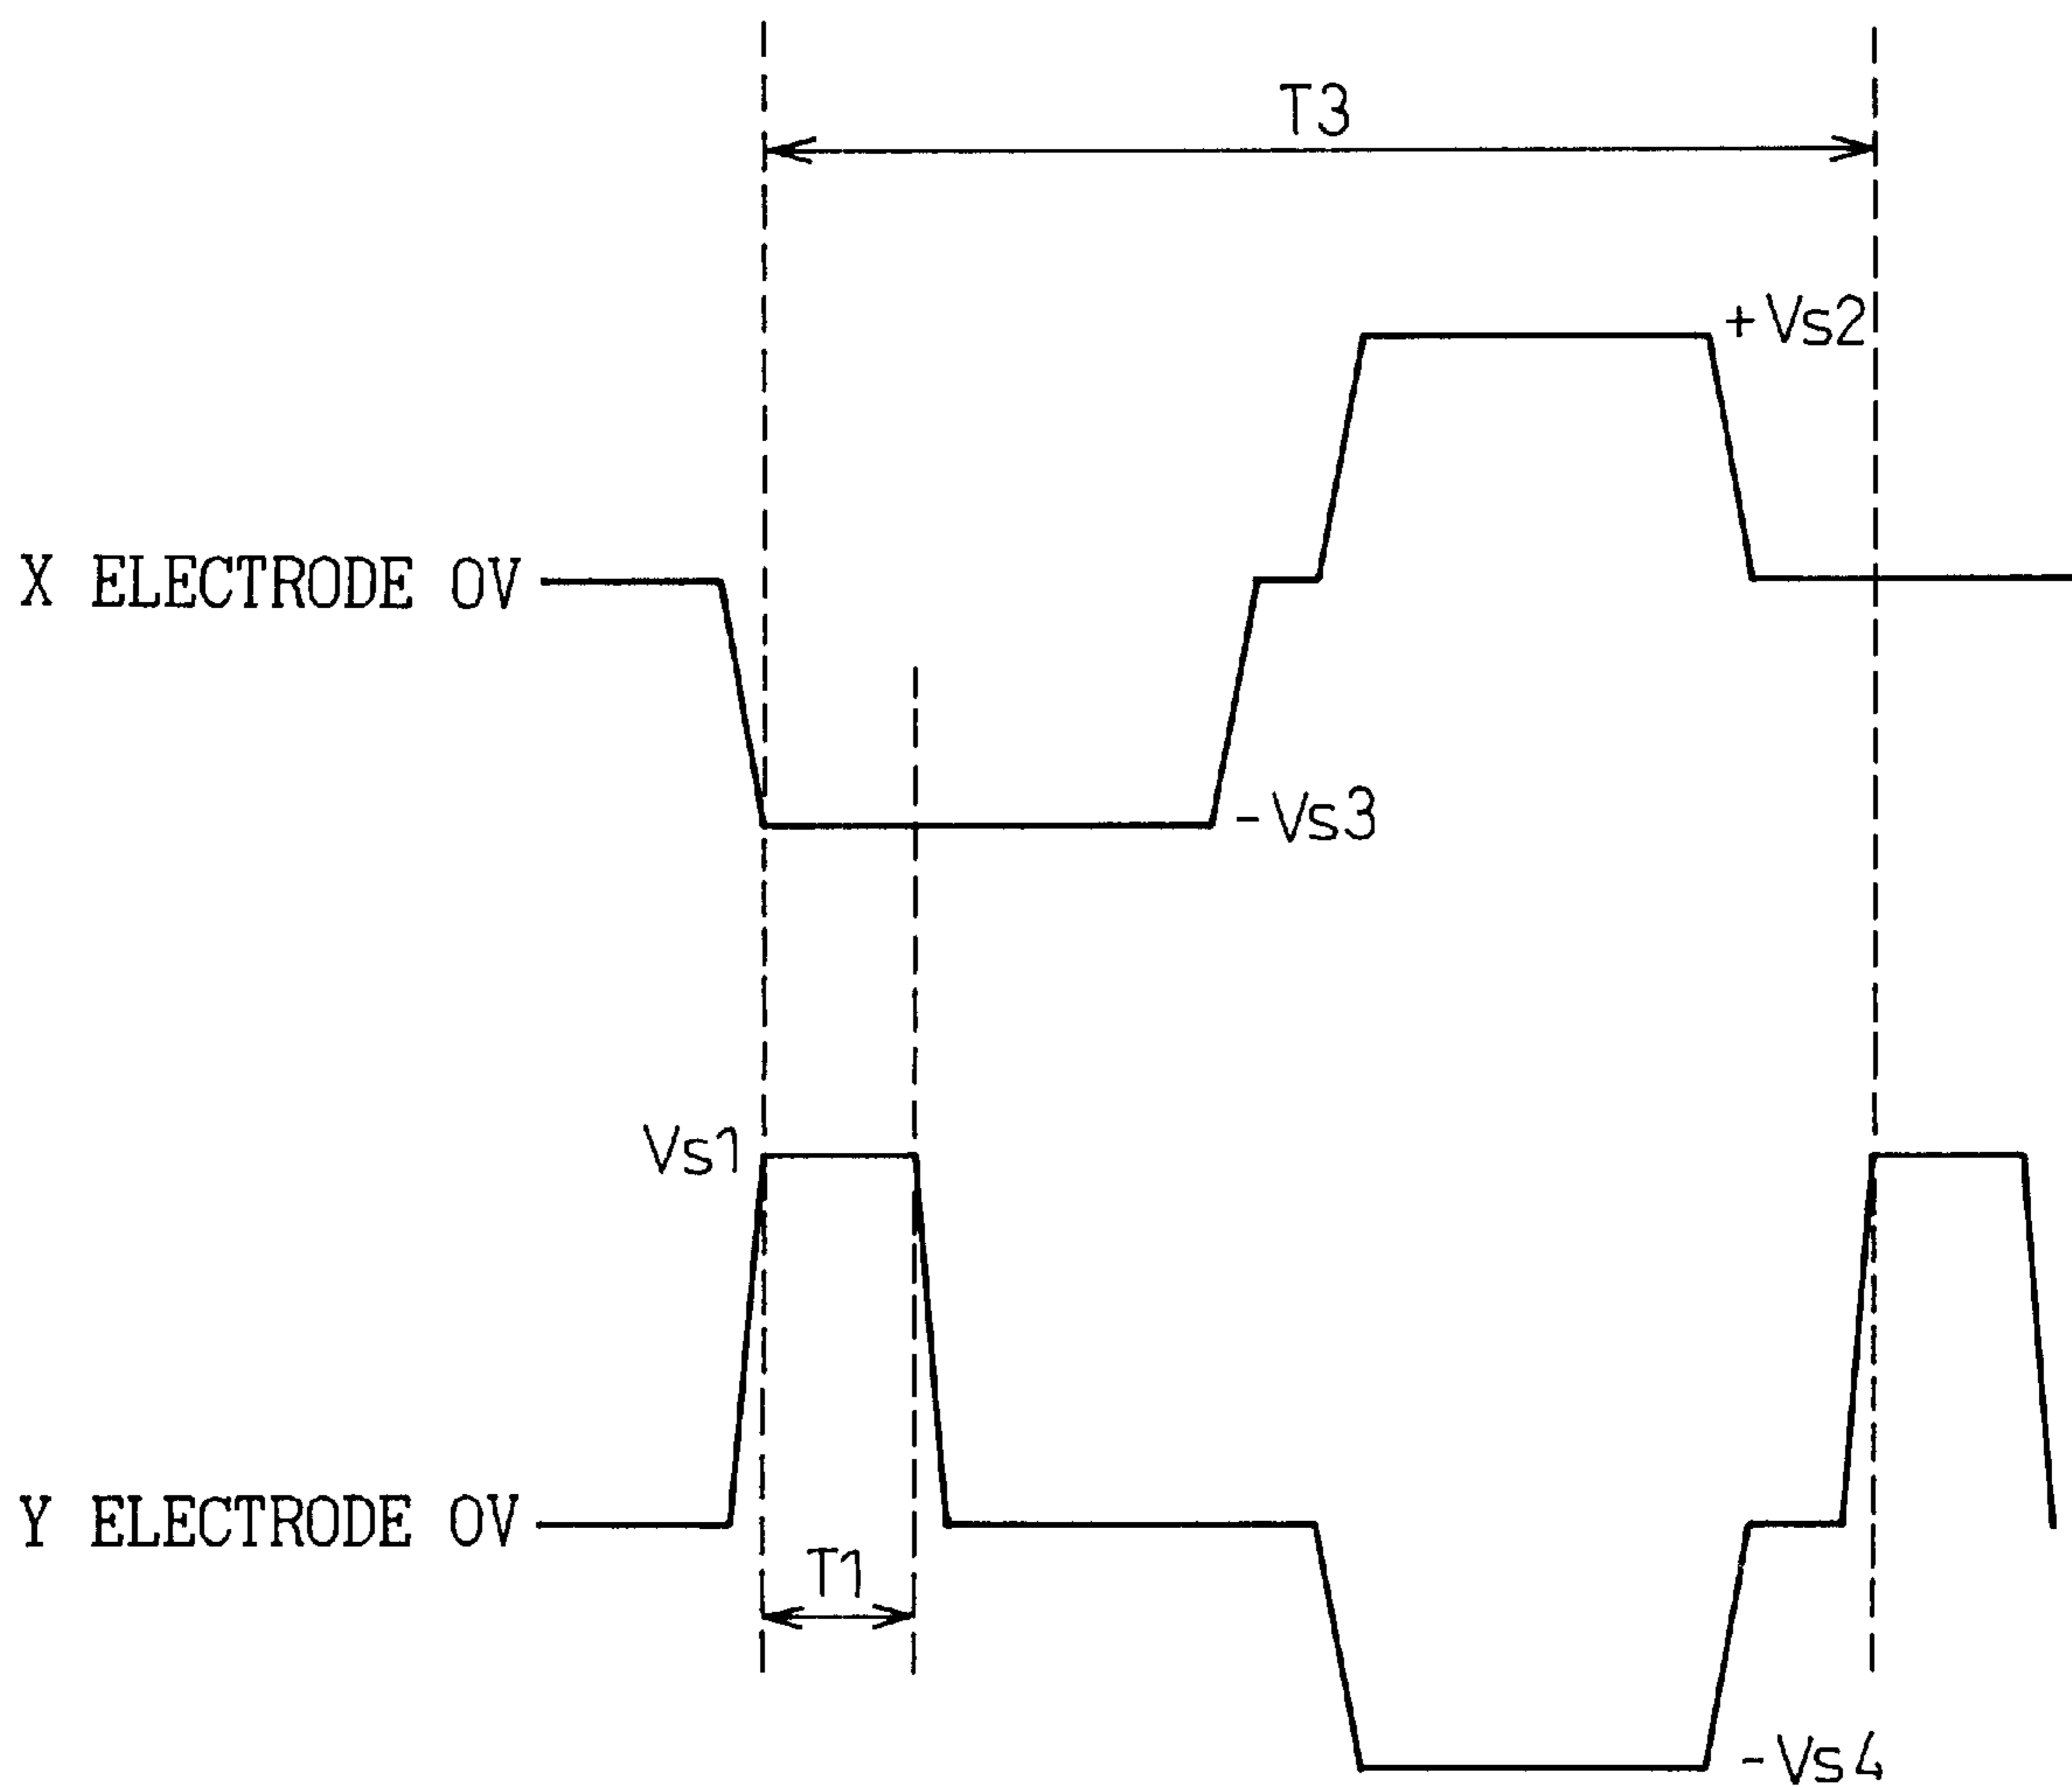 T3
+Vs2
X ELECTRODE 0V
-Vs3
Vs1
Y ELECTRODE 0V
T1
-Vs4